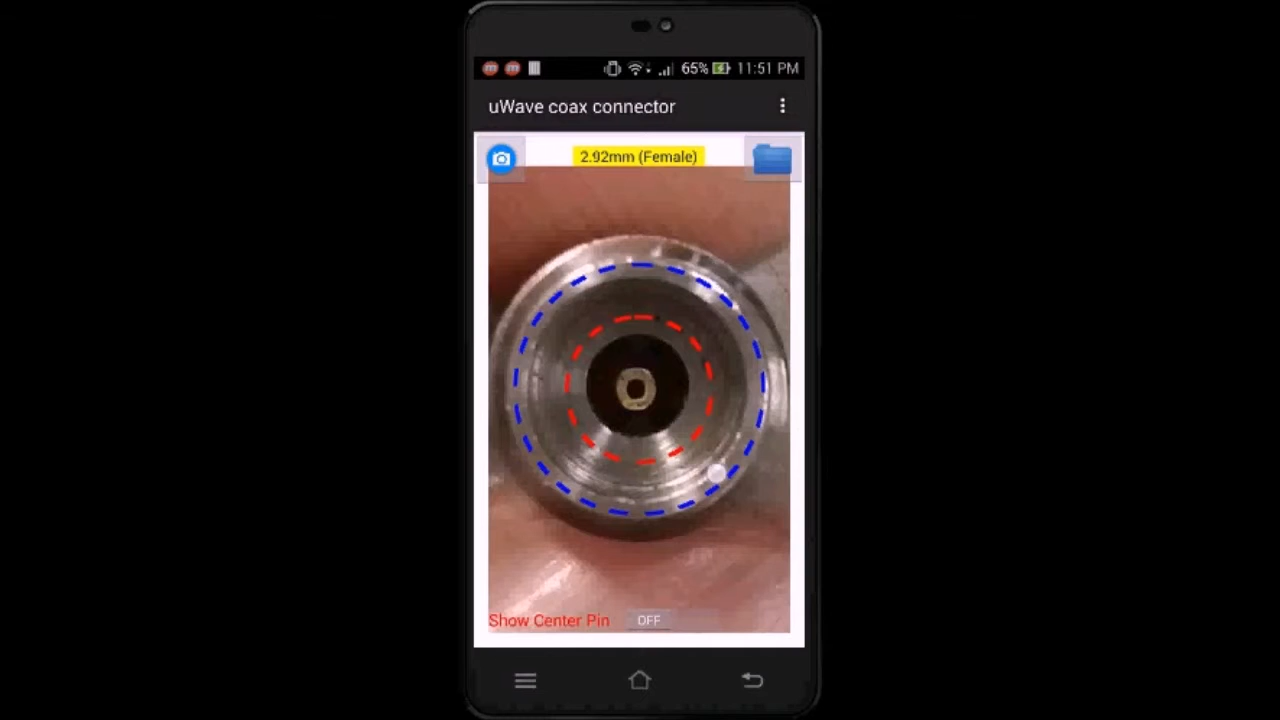 65% 11:51 PM
uWave coax connector
2.92mm (Female)
Show Center Pin OFF